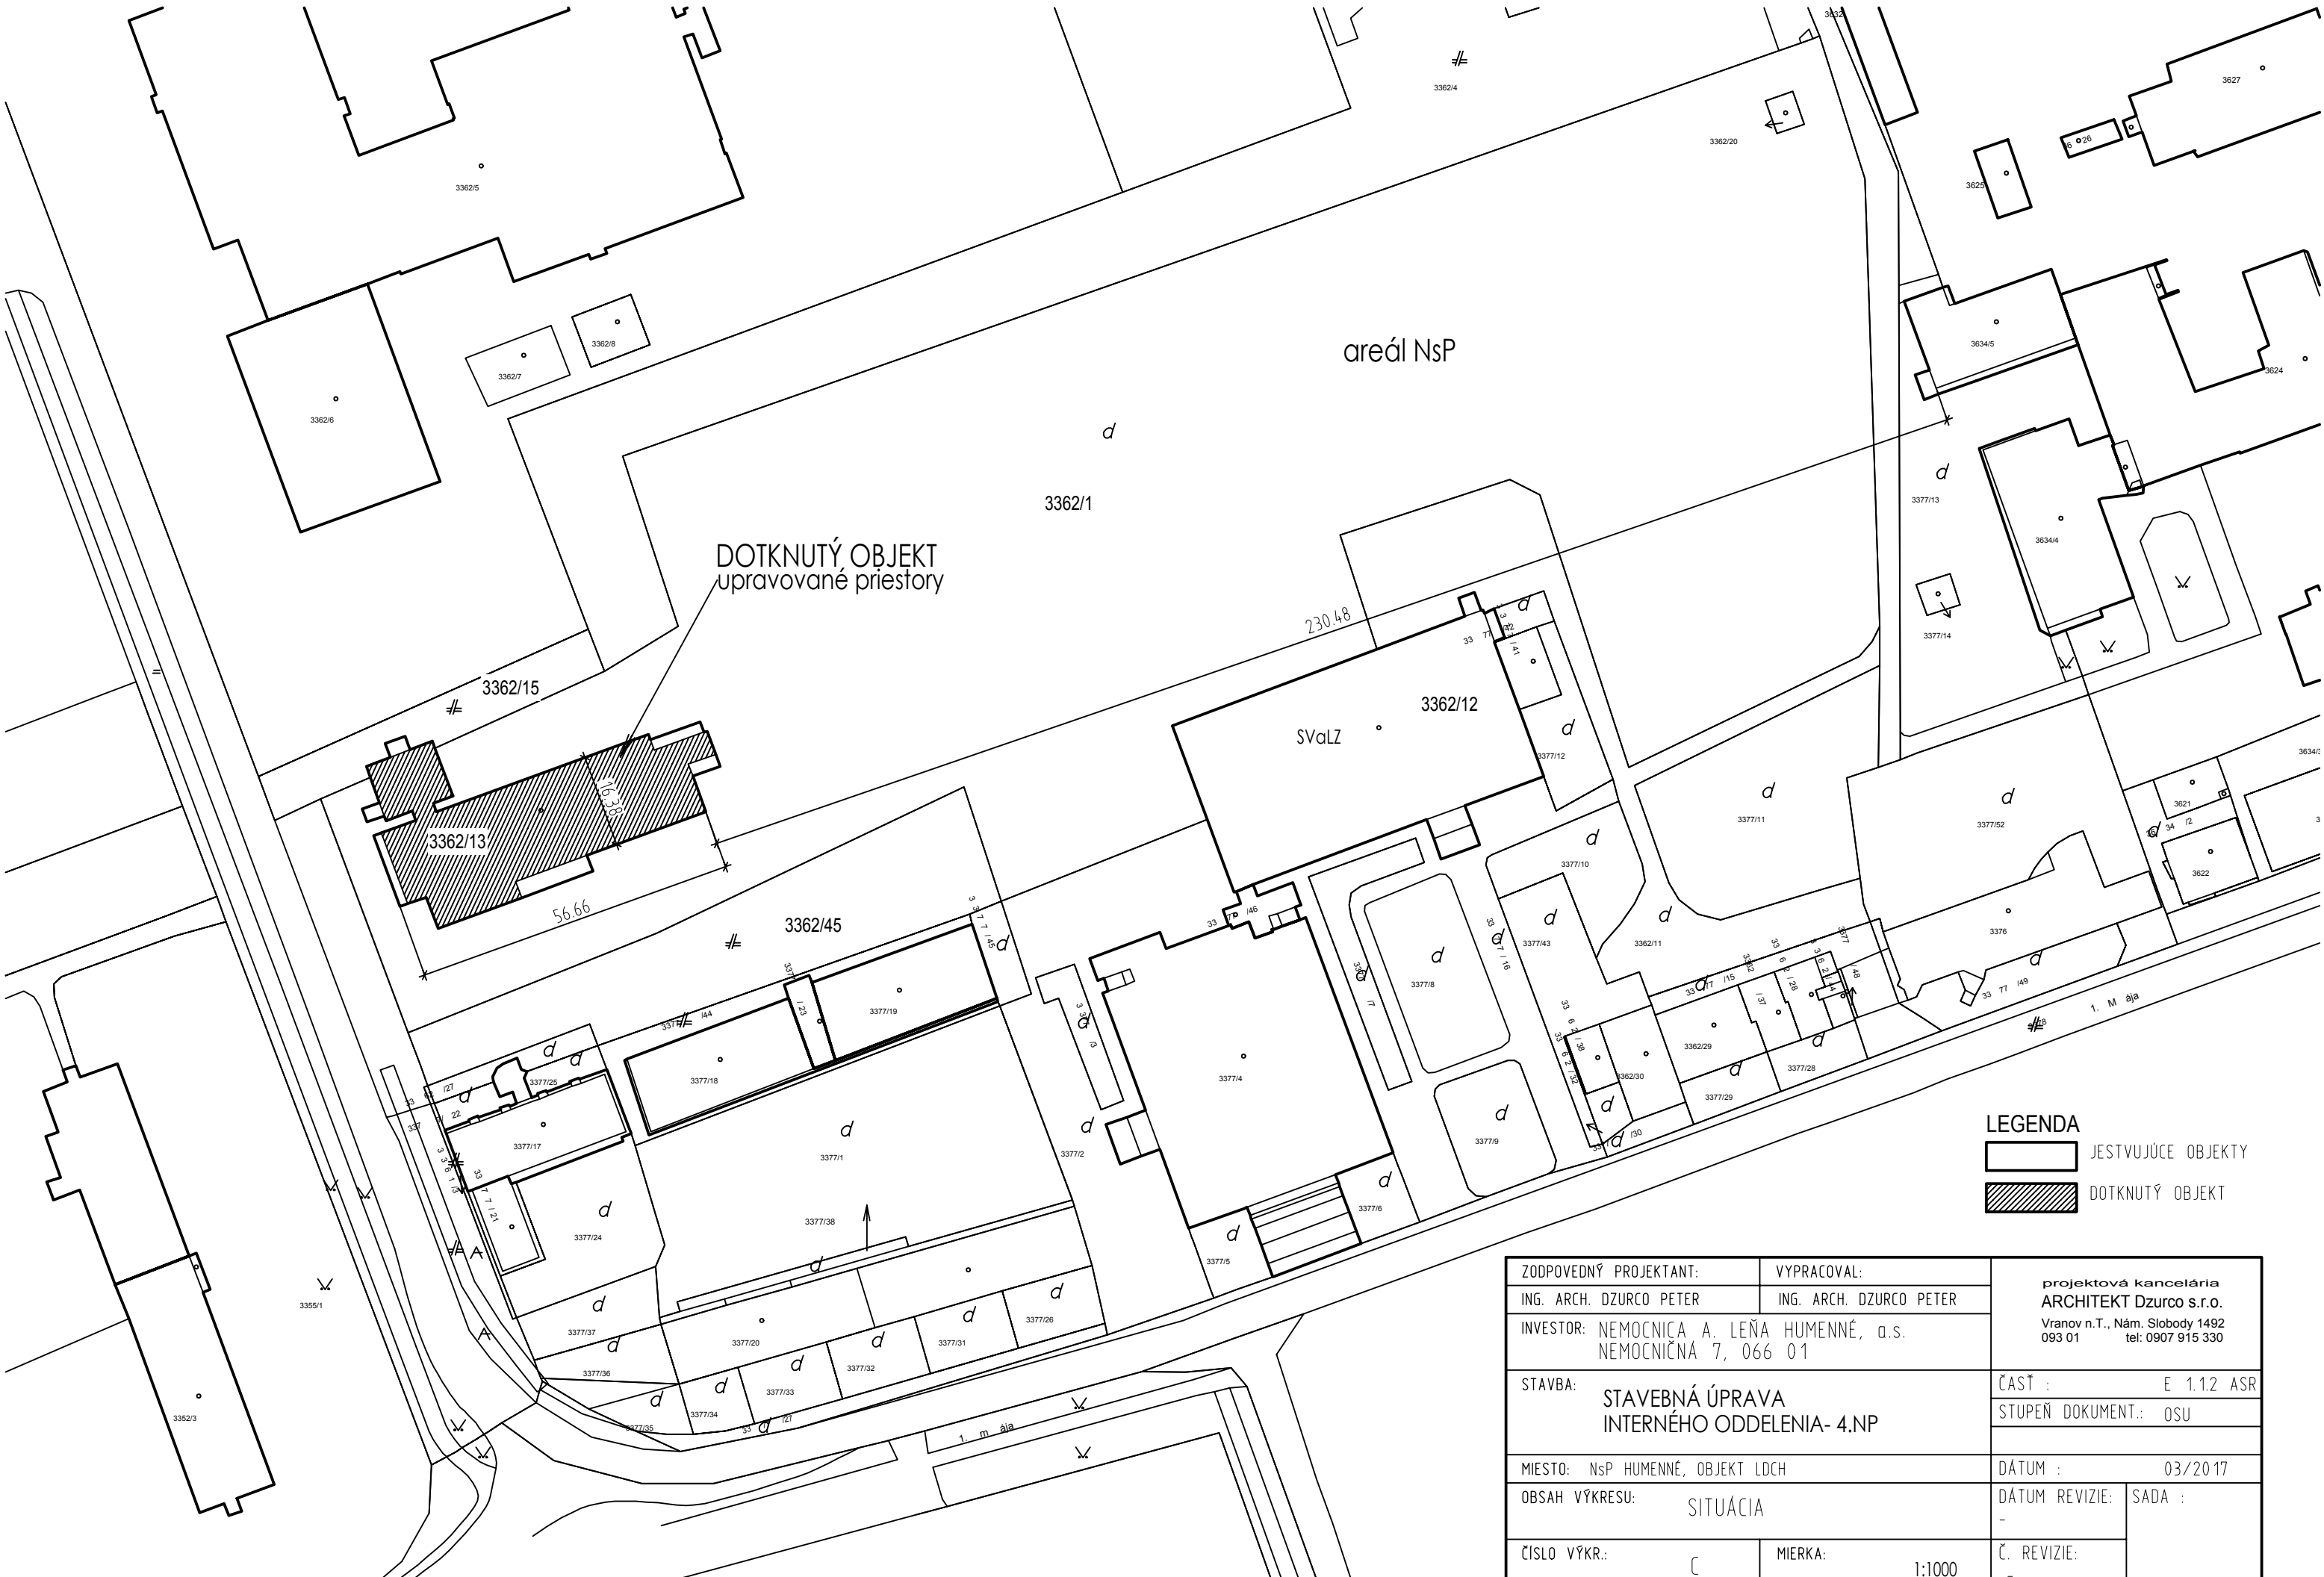 3632
3362/4
3627
3362/20
3625
3362/5
3362/8
3634/5
areál NsP
3362/7
3624
3362/6
3377/13
3362/1
3634/4
DOTKNUTÝ OBJEKT
upravované priestory
230.48
3377/14
3362/15
3362/12
SVaLZ
3377/12
16.38
3621
3377/11
3377/52
3362/13
3377/10
3622
56.66
3362/45
3377/43
3362/11
3376
3377/8
33 77 /49
1. M ája
3377/19
3377/18
3377/4
3362/29
3377/28
3362/30
3377/25
3377/29
3377/17
3377/9
3377/1
3377/2
3377/6
3377/38
3377/24
3377/5
3355/1
3377/37
3377/20
3377/31
3377/26
3377/32
3377/36
3377/33
3377/34
3377/35
3352/3
1. m ája
LEGENDA
JESTVUJÚCE OBJEKTY
DOTKNUTÝ OBJEKT
ZODPOVEDNÝ PROJEKTANT: VYPRACOVAL:
ING. ARCH. DZURCO PETER ING. ARCH. DZURCO PETER
projektová kancelária
ARCHITEKT Dzurco s.r.o.
Vranov n.T., Nám. Slobody 1492
093 01 tel: 0907 915 330
INVESTOR: NEMOCNICA A. LEŇA HUMENNÉ, a.s.
NEMOCNIČNÁ 7, 066 01
STAVBA: STAVEBNÁ ÚPRAVA
INTERNÉHO ODDELENIA- 4.NP
ČASŤ : E 1.1.2 ASR
STUPEŇ DOKUMENT.: OSU
MIESTO: NsP HUMENNÉ, OBJEKT LDCH
DÁTUM : 03/2017
OBSAH VÝKRESU: SITUÁCIA
DÁTUM REVIZIE: -
SADA :
ČÍSLO VÝKR.: C
MIERKA: 1:1000
Č. REVIZIE: